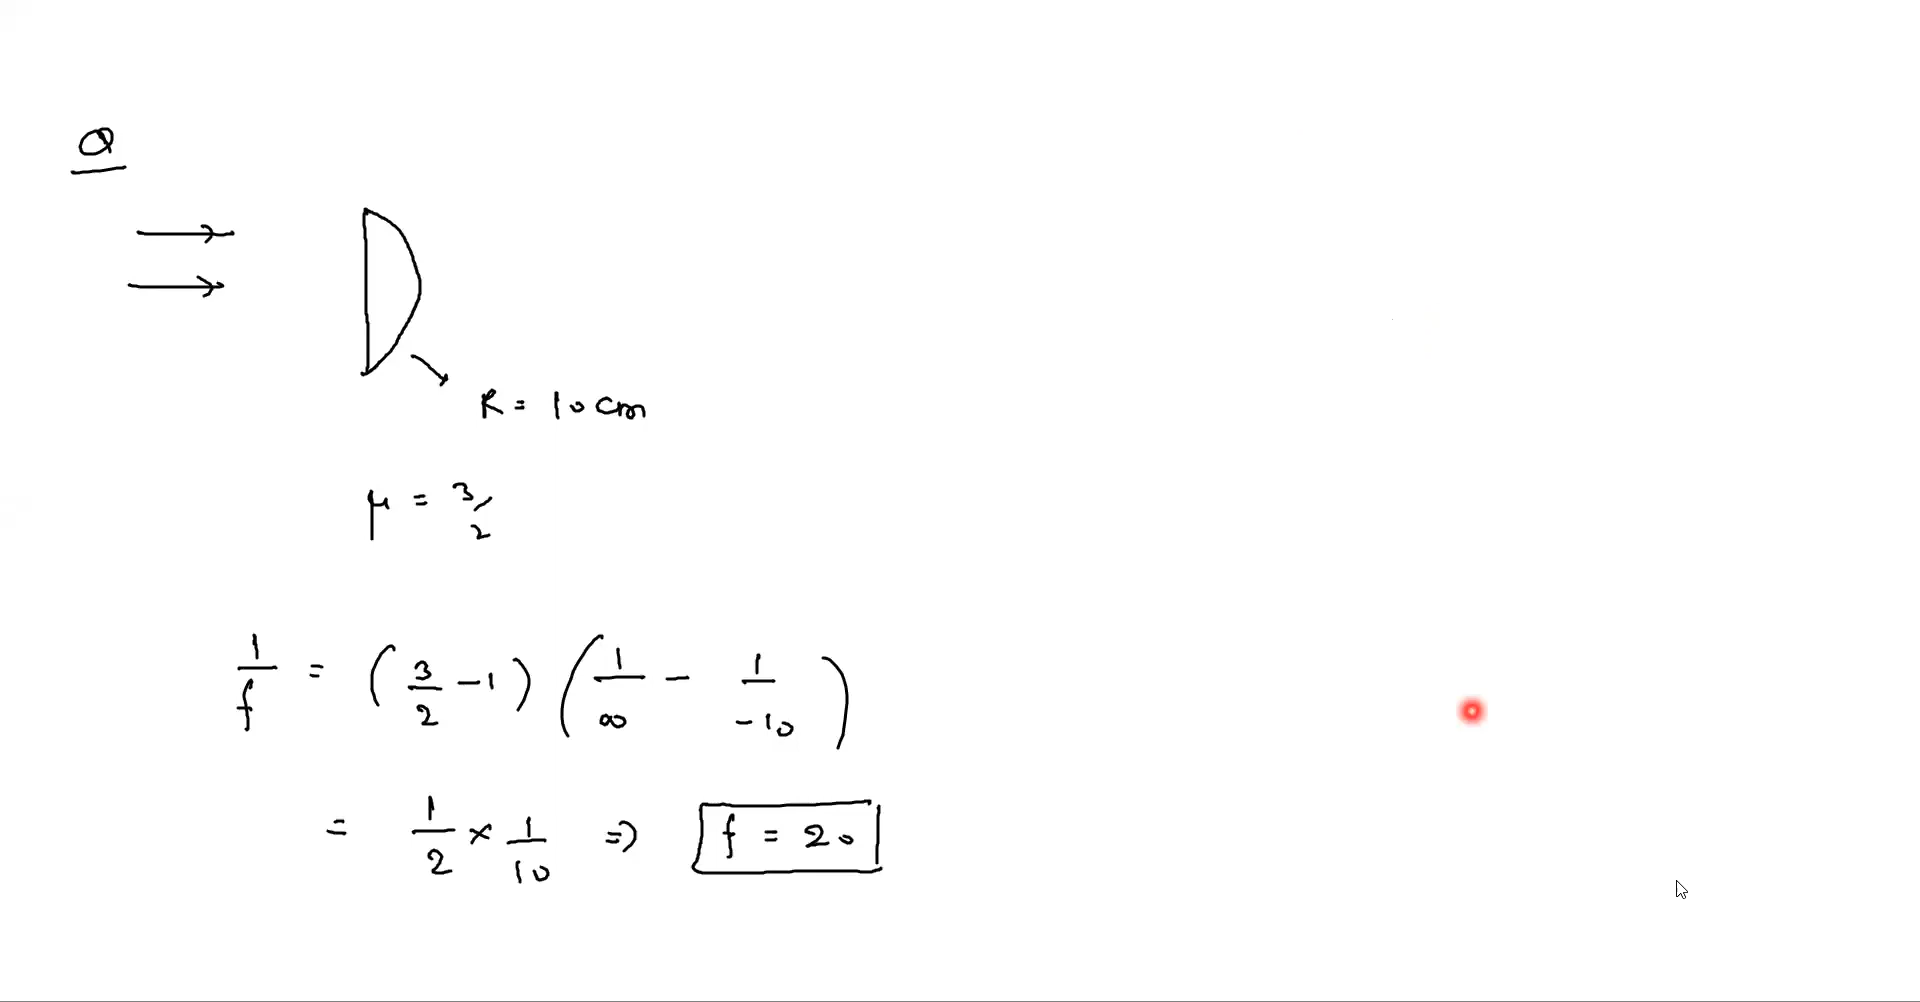 Q
R = 10 cm
μ = 3/2
1/f = (3/2 - 1) (1/∞ - 1/-10)
= 1/2 × 1/10 ⇒ f = 20